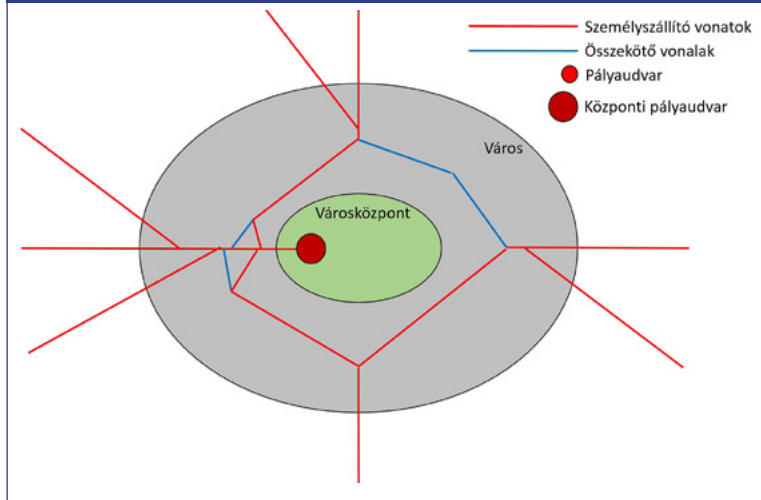 Személyszállító vonatok
Összekötő vonalak
Pályaudvar
Központi pályaudvar
Város
Városközpont